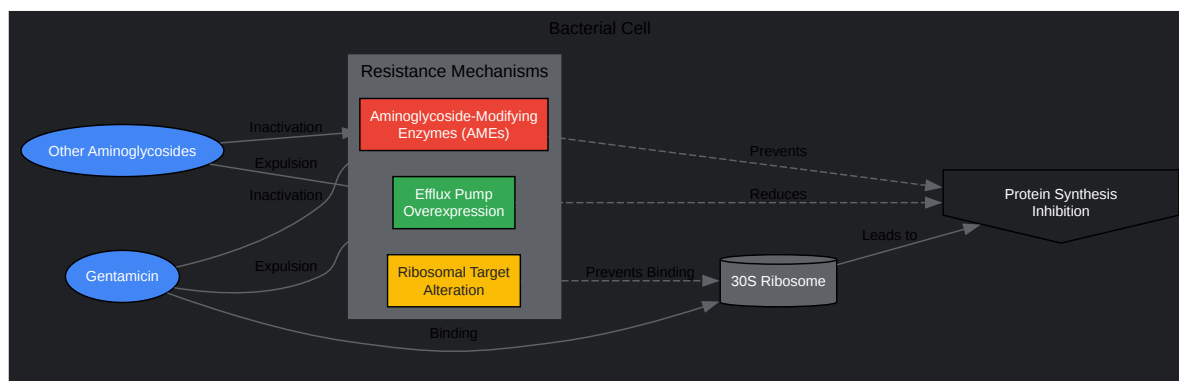 Bacterial Cell
Resistance Mechanisms
Aminoglycoside-Modifying
Enzymes (AMEs)
Inactivation
Other Aminoglycosides
Prevents
Expulsion
Inactivation
Efflux Pump
Overexpression
Reduces
Protein Synthesis
Inhibition
Leads to
Gentamicin
Expulsion
Ribosomal Target
Alteration
Prevents Binding
30S Ribosome
Binding